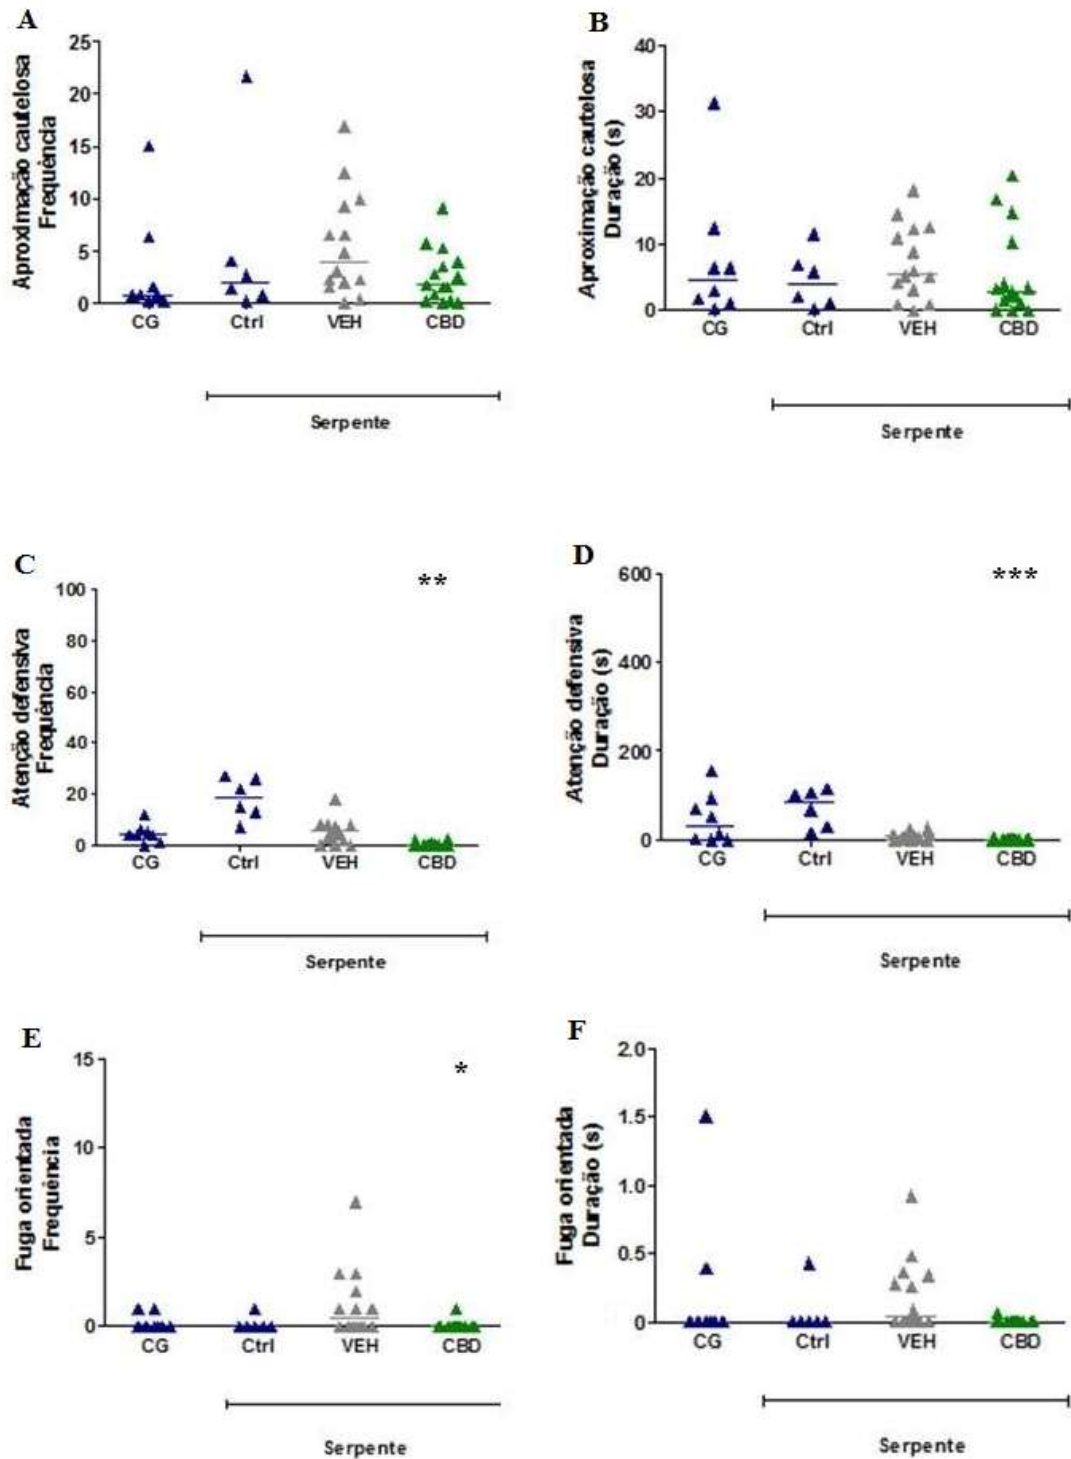 A
Aproximação cautelosa
Frequência
25
20
15
10
5
0
CG Ctrl VEH CBD
Serpente
B
Aproximação cautelosa
Duração (s)
40
30
20
10
0
CG Ctrl VEH CBD
Serpente
C
Atenção defensiva
Frequência
100
80
60
40
20
0
**
CG Ctrl VEH CBD
Serpente
D
Atenção defensiva
Duração (s)
600
400
200
0
***
CG Ctrl VEH CBD
Serpente
E
Fuga orientada
Frequência
15
10
5
0
*
CG Ctrl VEH CBD
Serpente
F
Fuga orientada
Duração (s)
2.0
1.5
1.0
0.5
0
CG Ctrl VEH CBD
Serpente